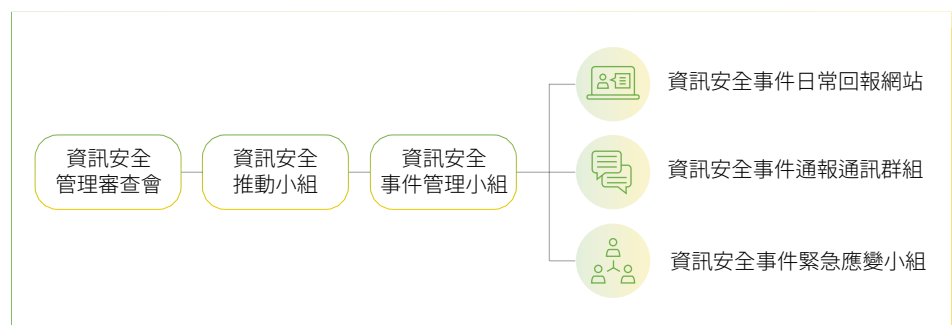 資訊安全
管理審查會
資訊安全
推動小組
資訊安全
事件管理小組
資訊安全事件日常回報網站
資訊安全事件通報通訊群組
資訊安全事件緊急應變小組